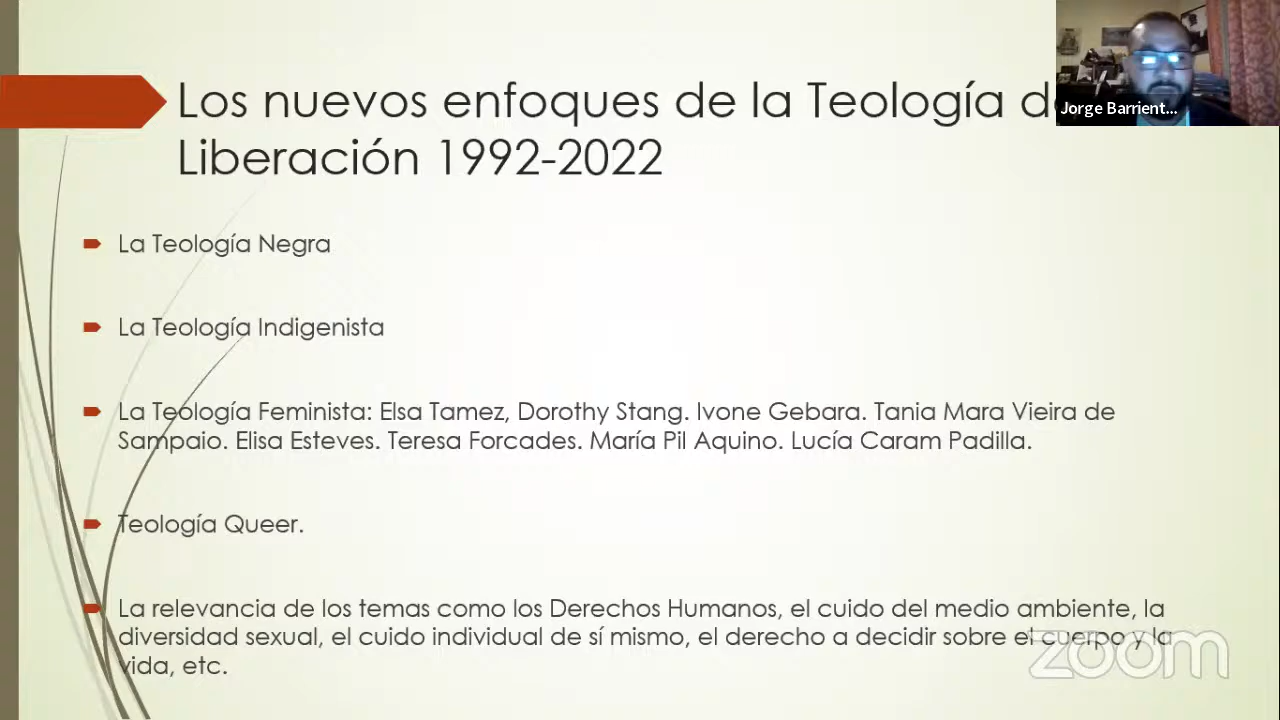 Los nuevos enfoques de la Teología d
Liberación 1992-2022
Jorge Barrient...
La Teología Negra
La Teología Indigenista
La Teología Feminista: Elsa Tamez, Dorothy Stang. Ivone Gebara. Tania Mara Vieira de
Sampaio. Elisa Esteves. Teresa Forcades. María Pil Aquino. Lucía Caram Padilla.
Teología Queer.
La relevancia de los temas como los Derechos Humanos, el cuido del medio ambiente, la
diversidad sexual, el cuido individual de sí mismo, el derecho a decidir sobre el cuerpo y la
vida, etc.
zoom